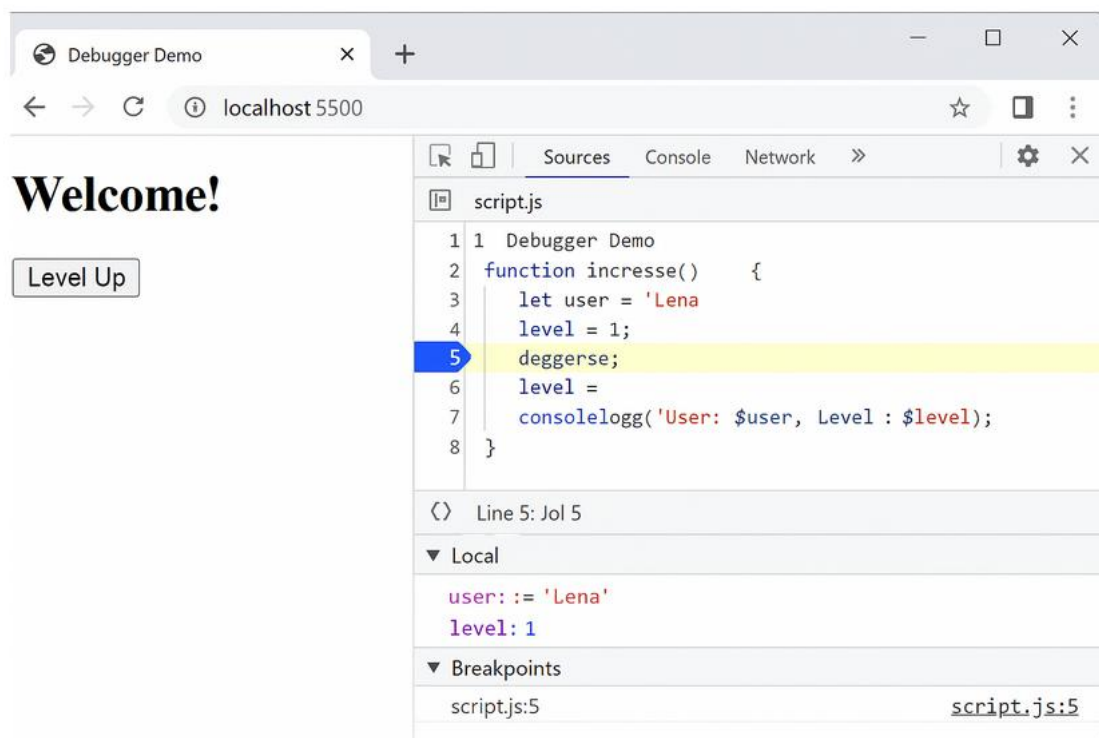 Debugger Demo
localhost 5500
Welcome!
Level Up
Sources Console Network
script.js
1 1 Debugger Demo
2 function incresse() {
3 let user = 'Lena
4 level = 1;
5 deggerse;
6 level =
7 consolelogg('User: $user, Level : $level);
8 }
Line 5: Jol 5
Local
user: := 'Lena'
level: 1
Breakpoints
script.js:5 script.js:5